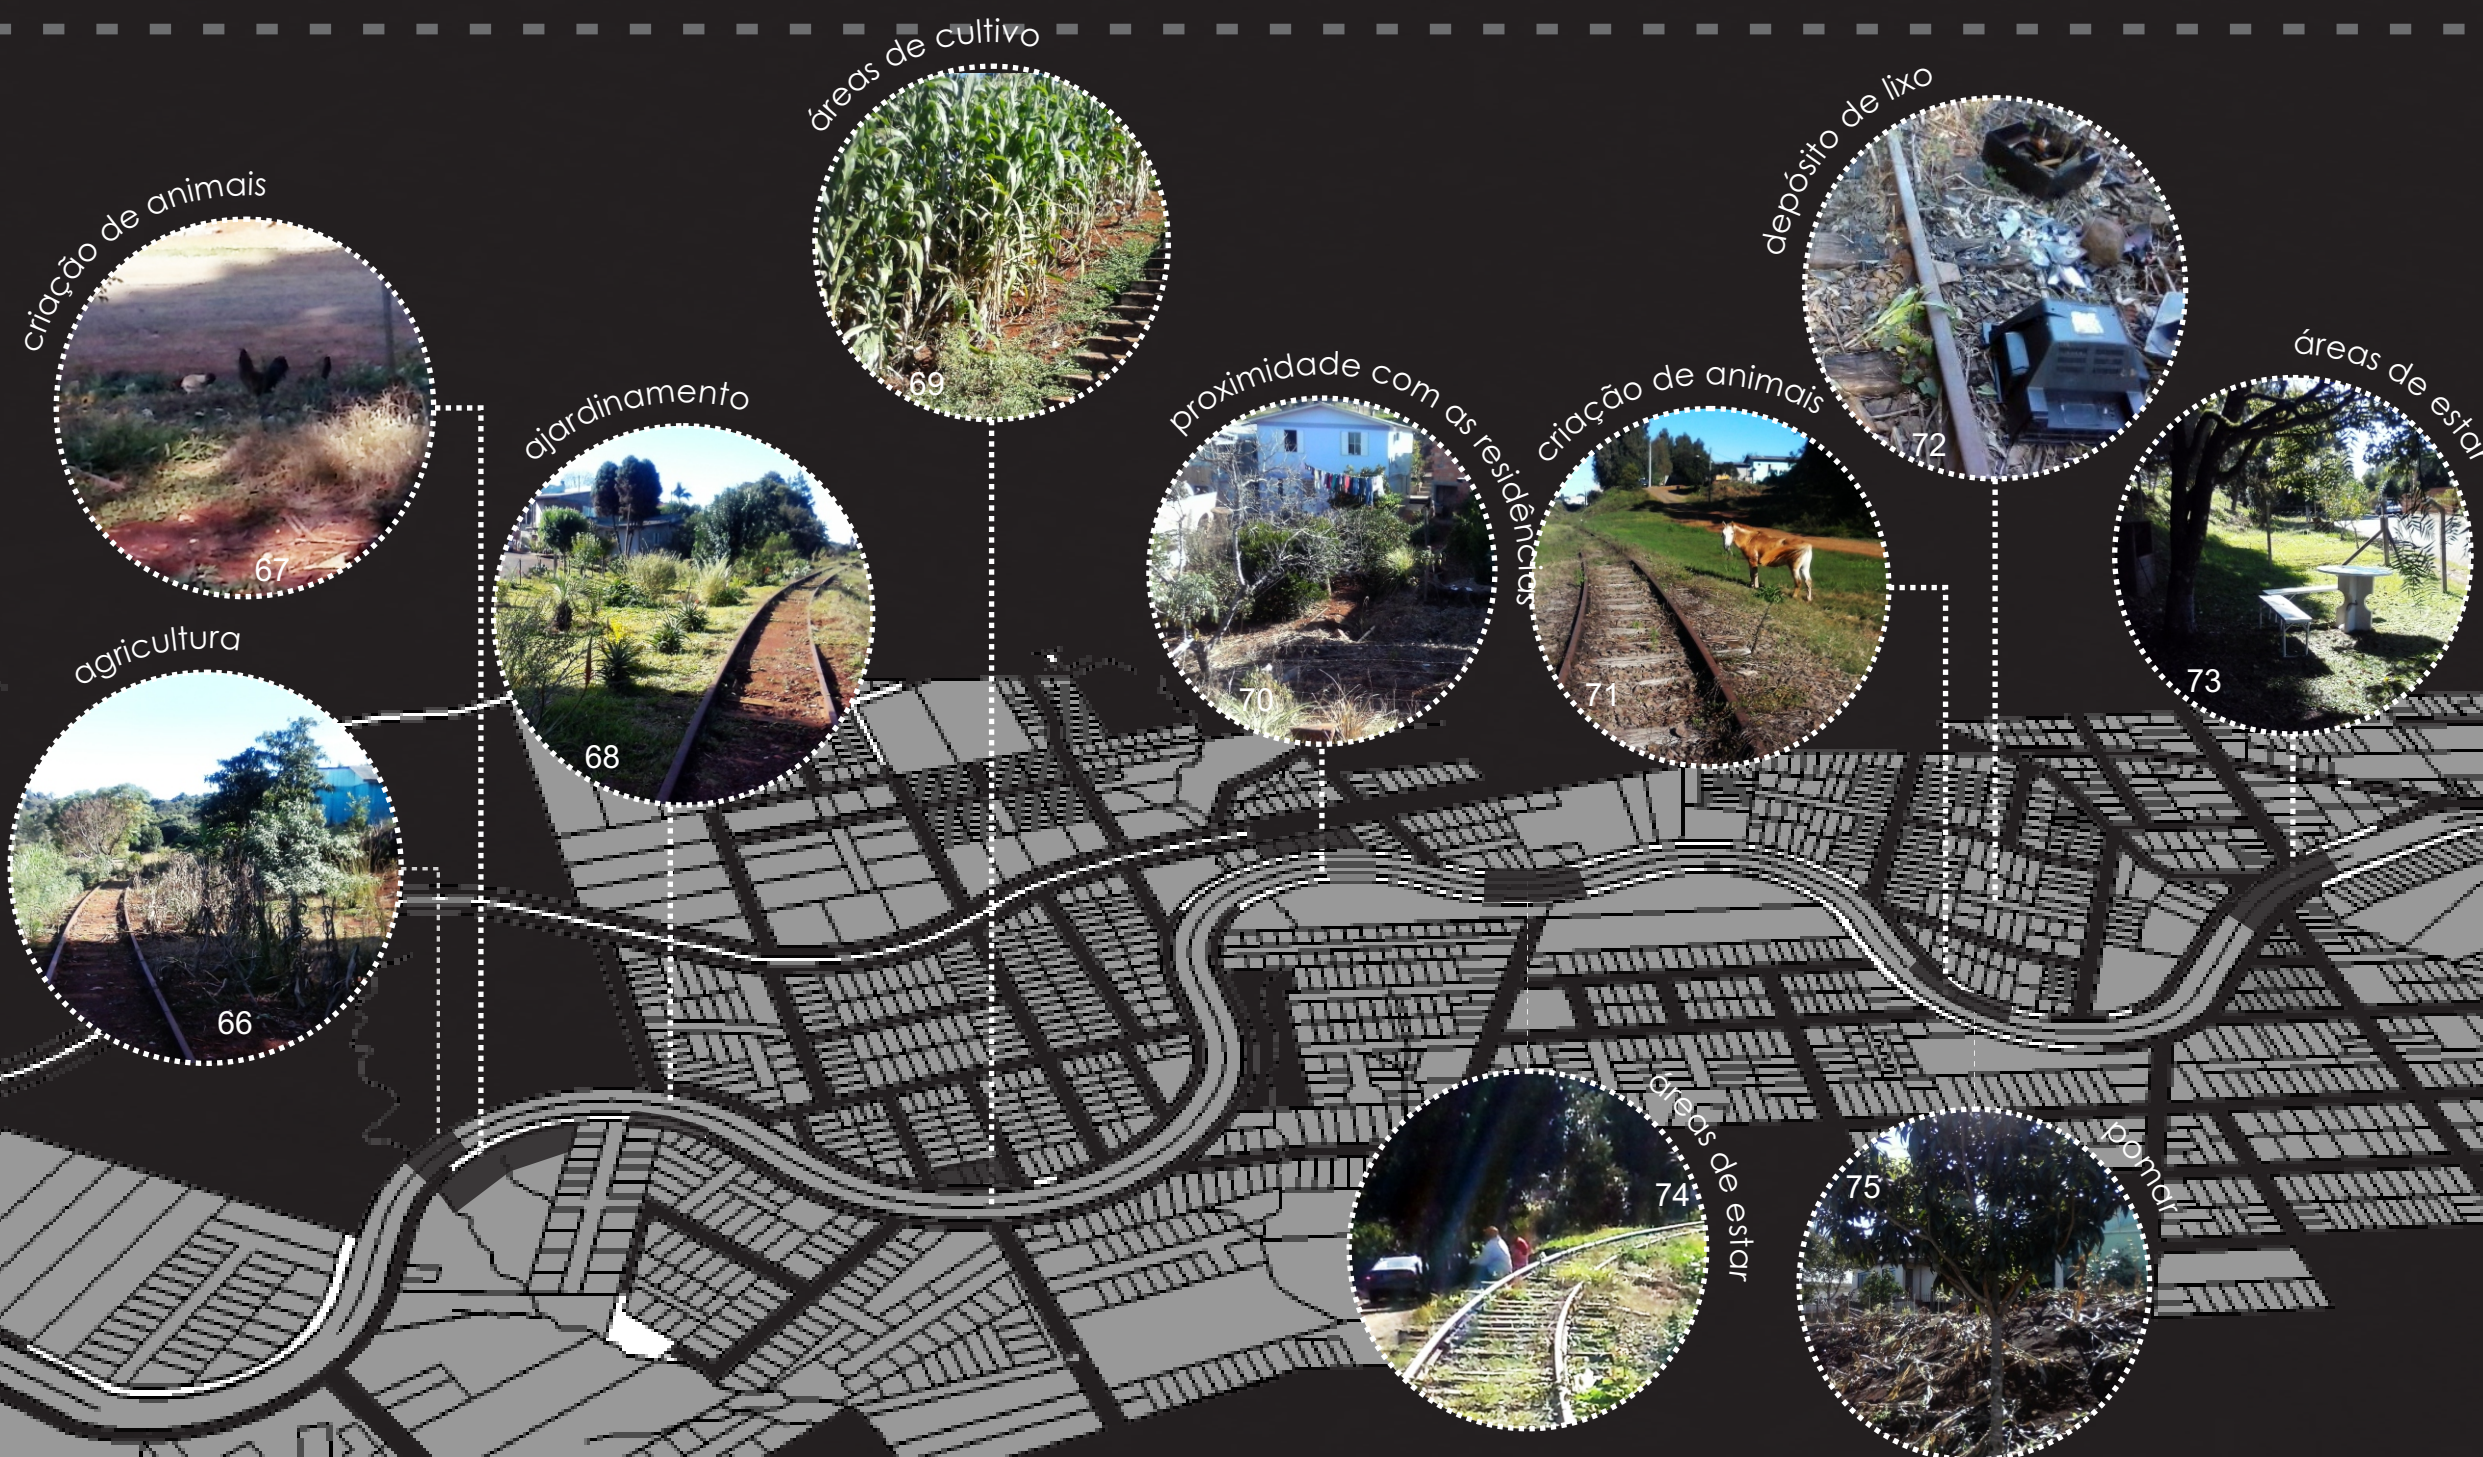 criação de animais
67
agricultura
66
ajardinamento
68
áreas de cultivo
69
proximidade com as residências
70
criação de animais
71
depósito de lixo
72
áreas de estar
73
áreas de estar
74
pomar
75